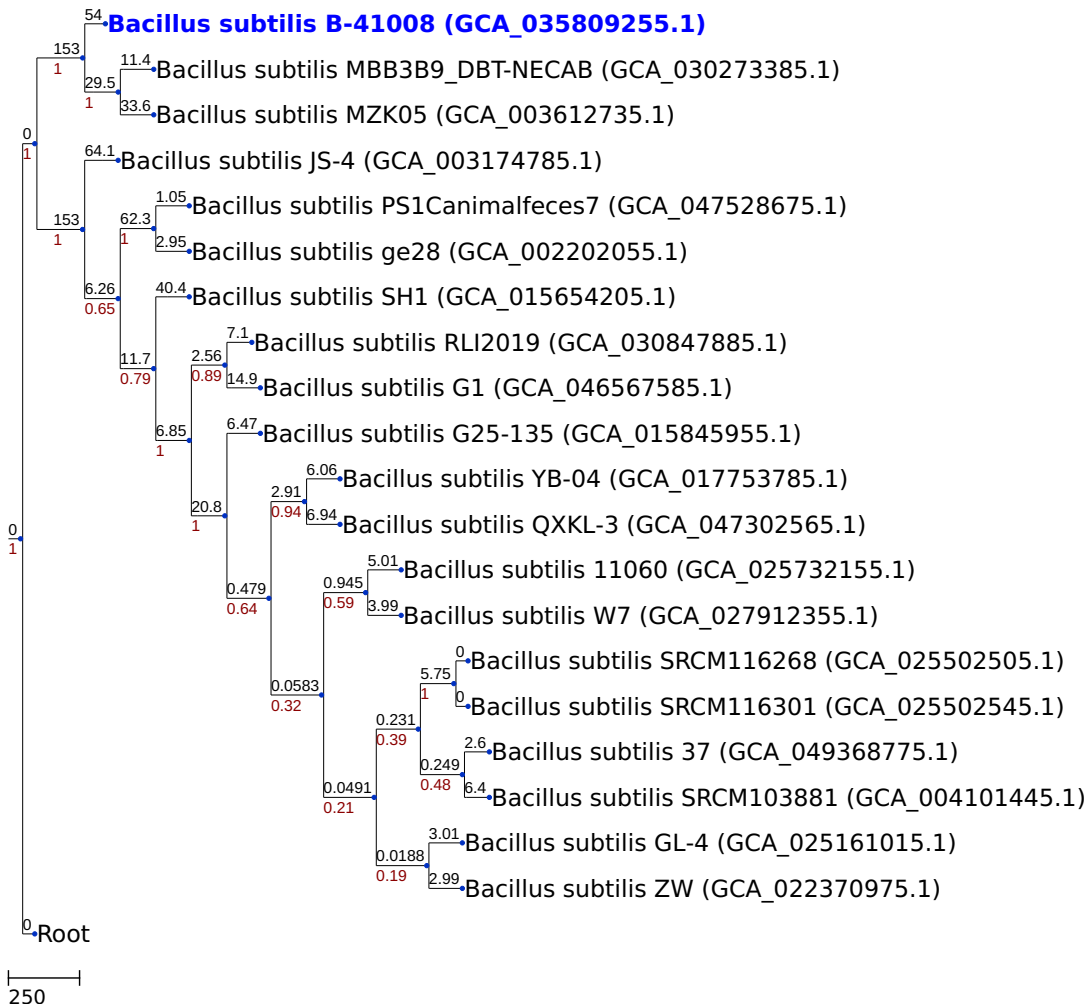 54
Bacillus subtilis B-41008 (GCA_035809255.1)
153
1
11.4
Bacillus subtilis MBB3B9_DBT-NECAB (GCA_030273385.1)
29.5
1
33.6
Bacillus subtilis MZK05 (GCA_003612735.1)
0
1
64.1
Bacillus subtilis JS-4 (GCA_003174785.1)
153
1
1.05
Bacillus subtilis PS1Canimalfeces7 (GCA_047528675.1)
62.3
1
2.95
Bacillus subtilis ge28 (GCA_002202055.1)
6.26
0.65
40.4
Bacillus subtilis SH1 (GCA_015654205.1)
11.7
0.79
7.1
Bacillus subtilis RLI2019 (GCA_030847885.1)
2.56
0.89
14.9
Bacillus subtilis G1 (GCA_046567585.1)
6.85
1
6.47
Bacillus subtilis G25-135 (GCA_015845955.1)
20.8
1
6.06
Bacillus subtilis YB-04 (GCA_017753785.1)
2.91
0.94
6.94
Bacillus subtilis QXKL-3 (GCA_047302565.1)
0
1
0.479
0.64
5.01
Bacillus subtilis 11060 (GCA_025732155.1)
0.945
0.59
3.99
Bacillus subtilis W7 (GCA_027912355.1)
0.0583
0.32
0
Bacillus subtilis SRCM116268 (GCA_025502505.1)
5.75
1
0
Bacillus subtilis SRCM116301 (GCA_025502545.1)
0.231
0.39
2.6
Bacillus subtilis 37 (GCA_049368775.1)
0.249
0.48
6.4
Bacillus subtilis SRCM103881 (GCA_004101445.1)
0.0491
0.21
3.01
Bacillus subtilis GL-4 (GCA_025161015.1)
0.0188
0.19
2.99
Bacillus subtilis ZW (GCA_022370975.1)
0
Root
250